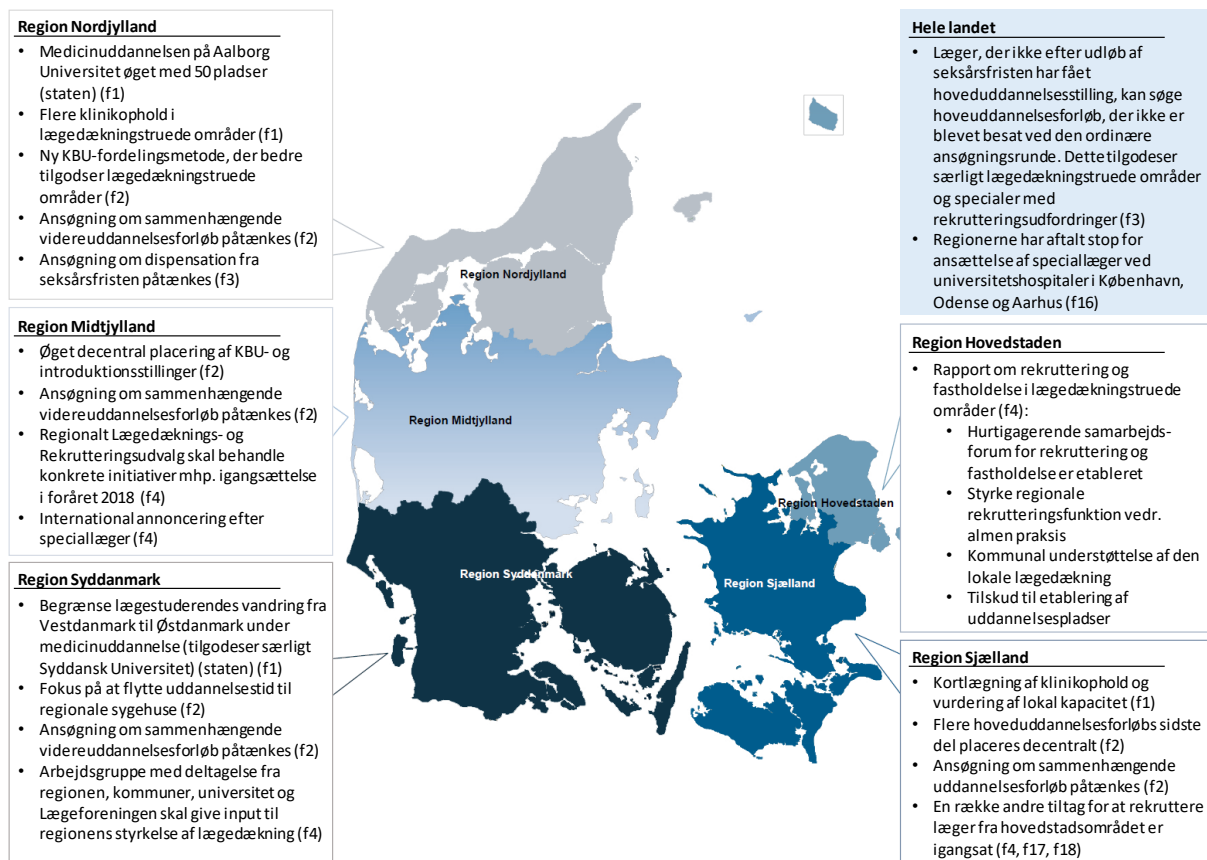 Region Nordjylland
• Medicinuddannelsen på Aalborg
Universitet øget med 50 pladser
(staten) (f1)
• Flere klinikophold i
lægedækningstruede områder (f1)
• Ny KBU-fordelingsmetode, der bedre
tilgodser lægedækningstruede
områder (f2)
• Ansøgning om sammenhængende
videreuddannelsesforløb påtænkes (f2)
• Ansøgning om dispensation fra
seksårsfristen påtænkes (f3)
Region Midtjylland
• Øget decentral placering af KBU- og
introduktionsstillinger (f2)
• Ansøgning om sammenhængende
videreuddannelsesforløb påtænkes (f2)
• Regionalt Lægedæknings- og
Rekrutteringsudvalg skal behandle
konkrete initiativer mhp. igangsættelse
i foråret 2018 (f4)
• International annoncering efter
speciallæger (f4)
Region Syddanmark
• Begrænse lægestuderendes vandring fra
Vestdanmark til Østdanmark under
medicinuddannelse (tilgodeser særligt
Syddansk Universitet) (staten) (f1)
• Fokus på at flytte uddannelsestid til
regionale sygehuse (f2)
• Ansøgning om sammenhængende
videreuddannelsesforløb påtænkes (f2)
• Arbejdsgruppe med deltagelse fra
regionen, kommuner, universitet og
Lægeforeningen skal give input til
regionens styrkelse af lægedækning (f4)
Region Nordjylland
Region Midtjylland
Region Syddanmark
Region Hovedstaden
Region Sjælland
Hele landet
• Læger, der ikke efter udløb af
seksårsfristen har fået
hoveduddannelsesstilling, kan søge
hoveuddannelsesforløb, der ikke er
blevet besat ved den ordinære
ansøgningsrunde. Dette tilgodeser
særligt lægedækningstruede områder
og specialer med
rekrutteringsudfordringer (f3)
• Regionerne har aftalt stop for
ansættelse af speciallæger ved
universitetshospitaler i København,
Odense og Aarhus (f16)
Region Hovedstaden
• Rapport om rekruttering og
fastholdelse i lægedækningstruede
områder (f4):
• Hurtigagerende samarbejds-
forum for rekruttering og
fastholdelse er etableret
• Styrke regionale
rekrutteringsfunktion vedr.
almen praksis
• Kommunal understøttelse af den
lokale lægedækning
• Tilskud til etablering af
uddannelsespladser
Region Sjælland
• Kortlægning af klinikophold og
vurdering af lokal kapacitet (f1)
• Flere hoveduddannelsesforløbs sidste
del placeres decentralt (f2)
• Ansøgning om sammenhængende
uddannelsesforløb påtænkes (f2)
• En række andre tiltag for at rekruttere
læger fra hovedstadsområdet er
igangsat (f4, f17, f18)